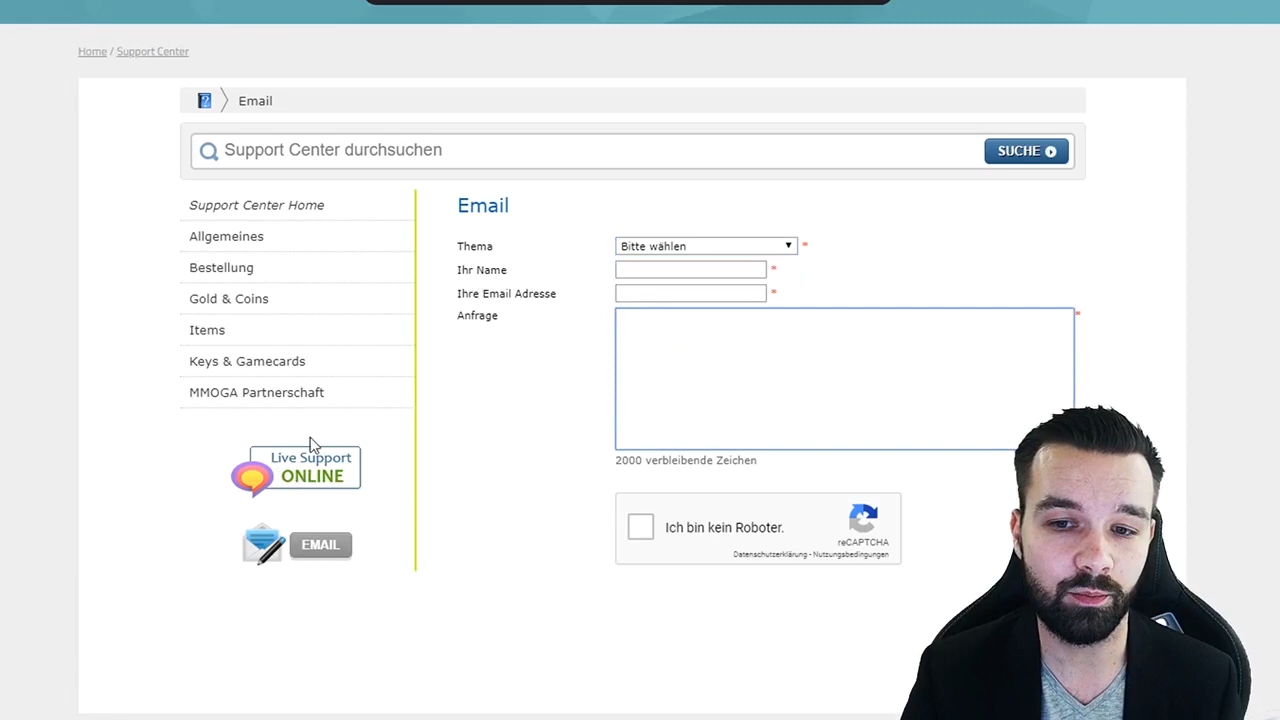 Home / Support Center
Email
Support Center durchsuchen
SUCHE
Support Center Home
Allgemeines
Bestellung
Gold & Coins
Items
Keys & Gamecards
MMOGA Partnerschaft
Live Support
ONLINE
EMAIL
Email
Thema Bitte wählen *
Ihr Name *
Ihre Email Adresse *
Anfrage *
2000 verbleibende Zeichen
Ich bin kein Roboter.
reCAPTCHA
Datenschutzerklärung - Nutzungsbedingungen